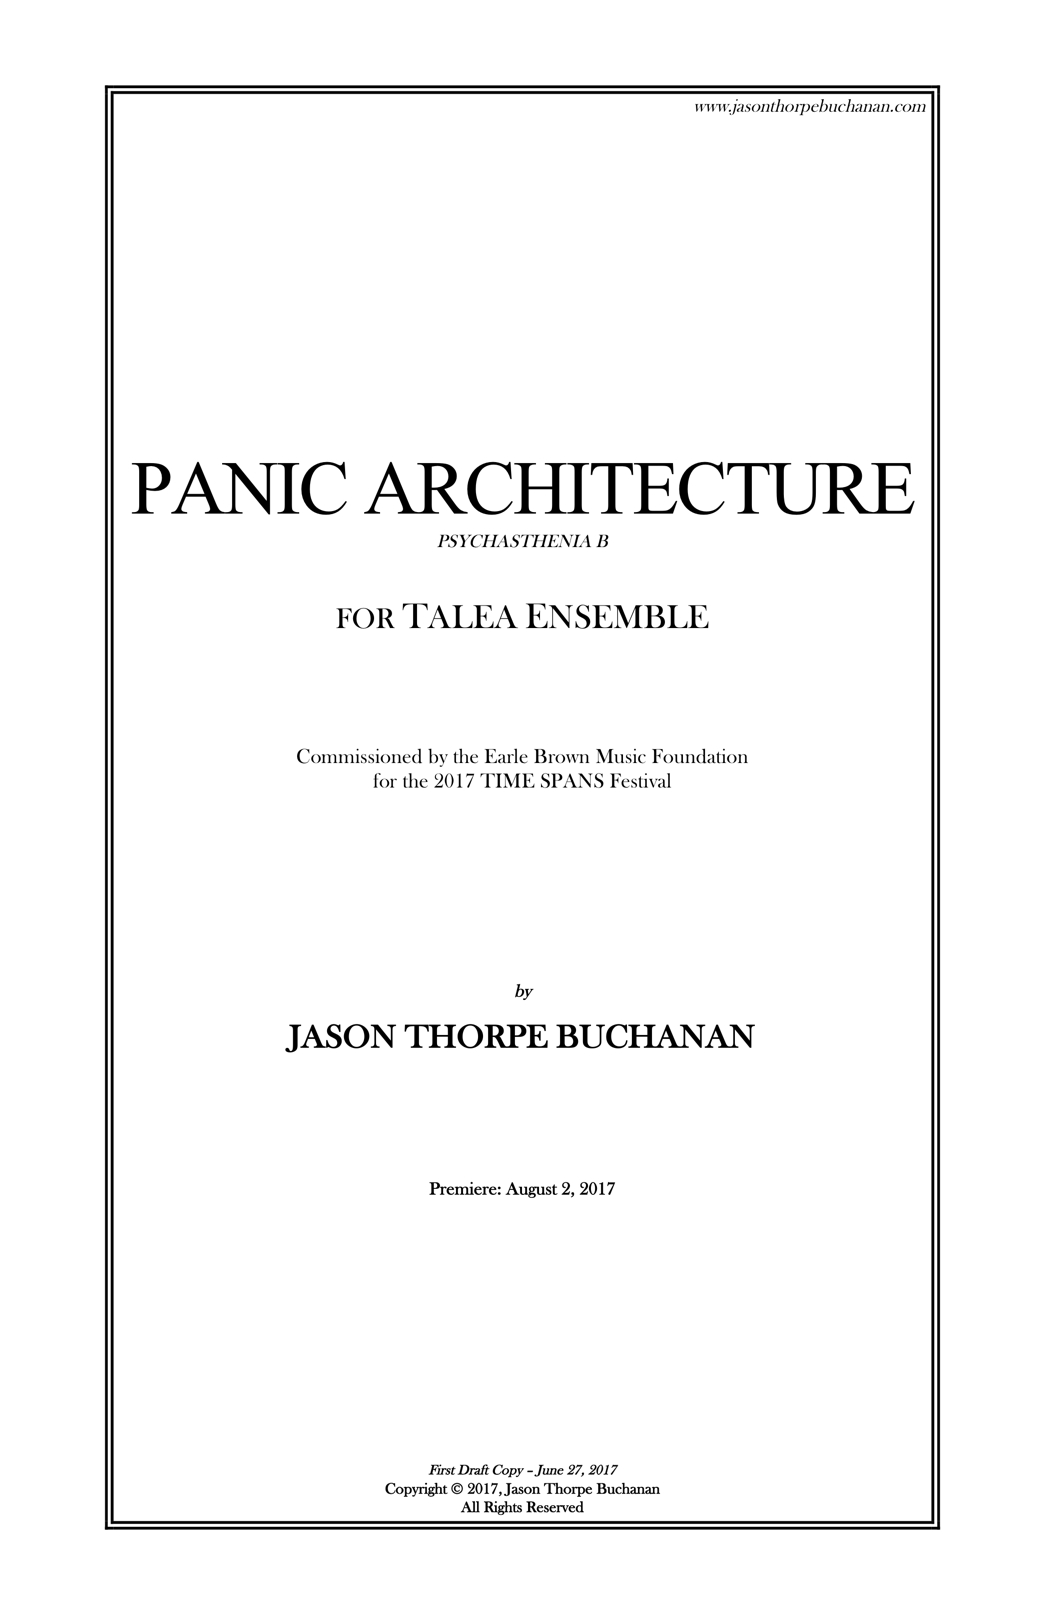 www.jasonthorpebuchanan.com
PANIC ARCHITECTURE
PSYCHASTHENIA B
FOR TALEA ENSEMBLE
Commissioned by the Earle Brown Music Foundation
for the 2017 TIME SPANS Festival
by
JASON THORPE BUCHANAN
Premiere: August 2, 2017
First Draft Copy – June 27, 2017
Copyright © 2017, Jason Thorpe Buchanan
All Rights Reserved